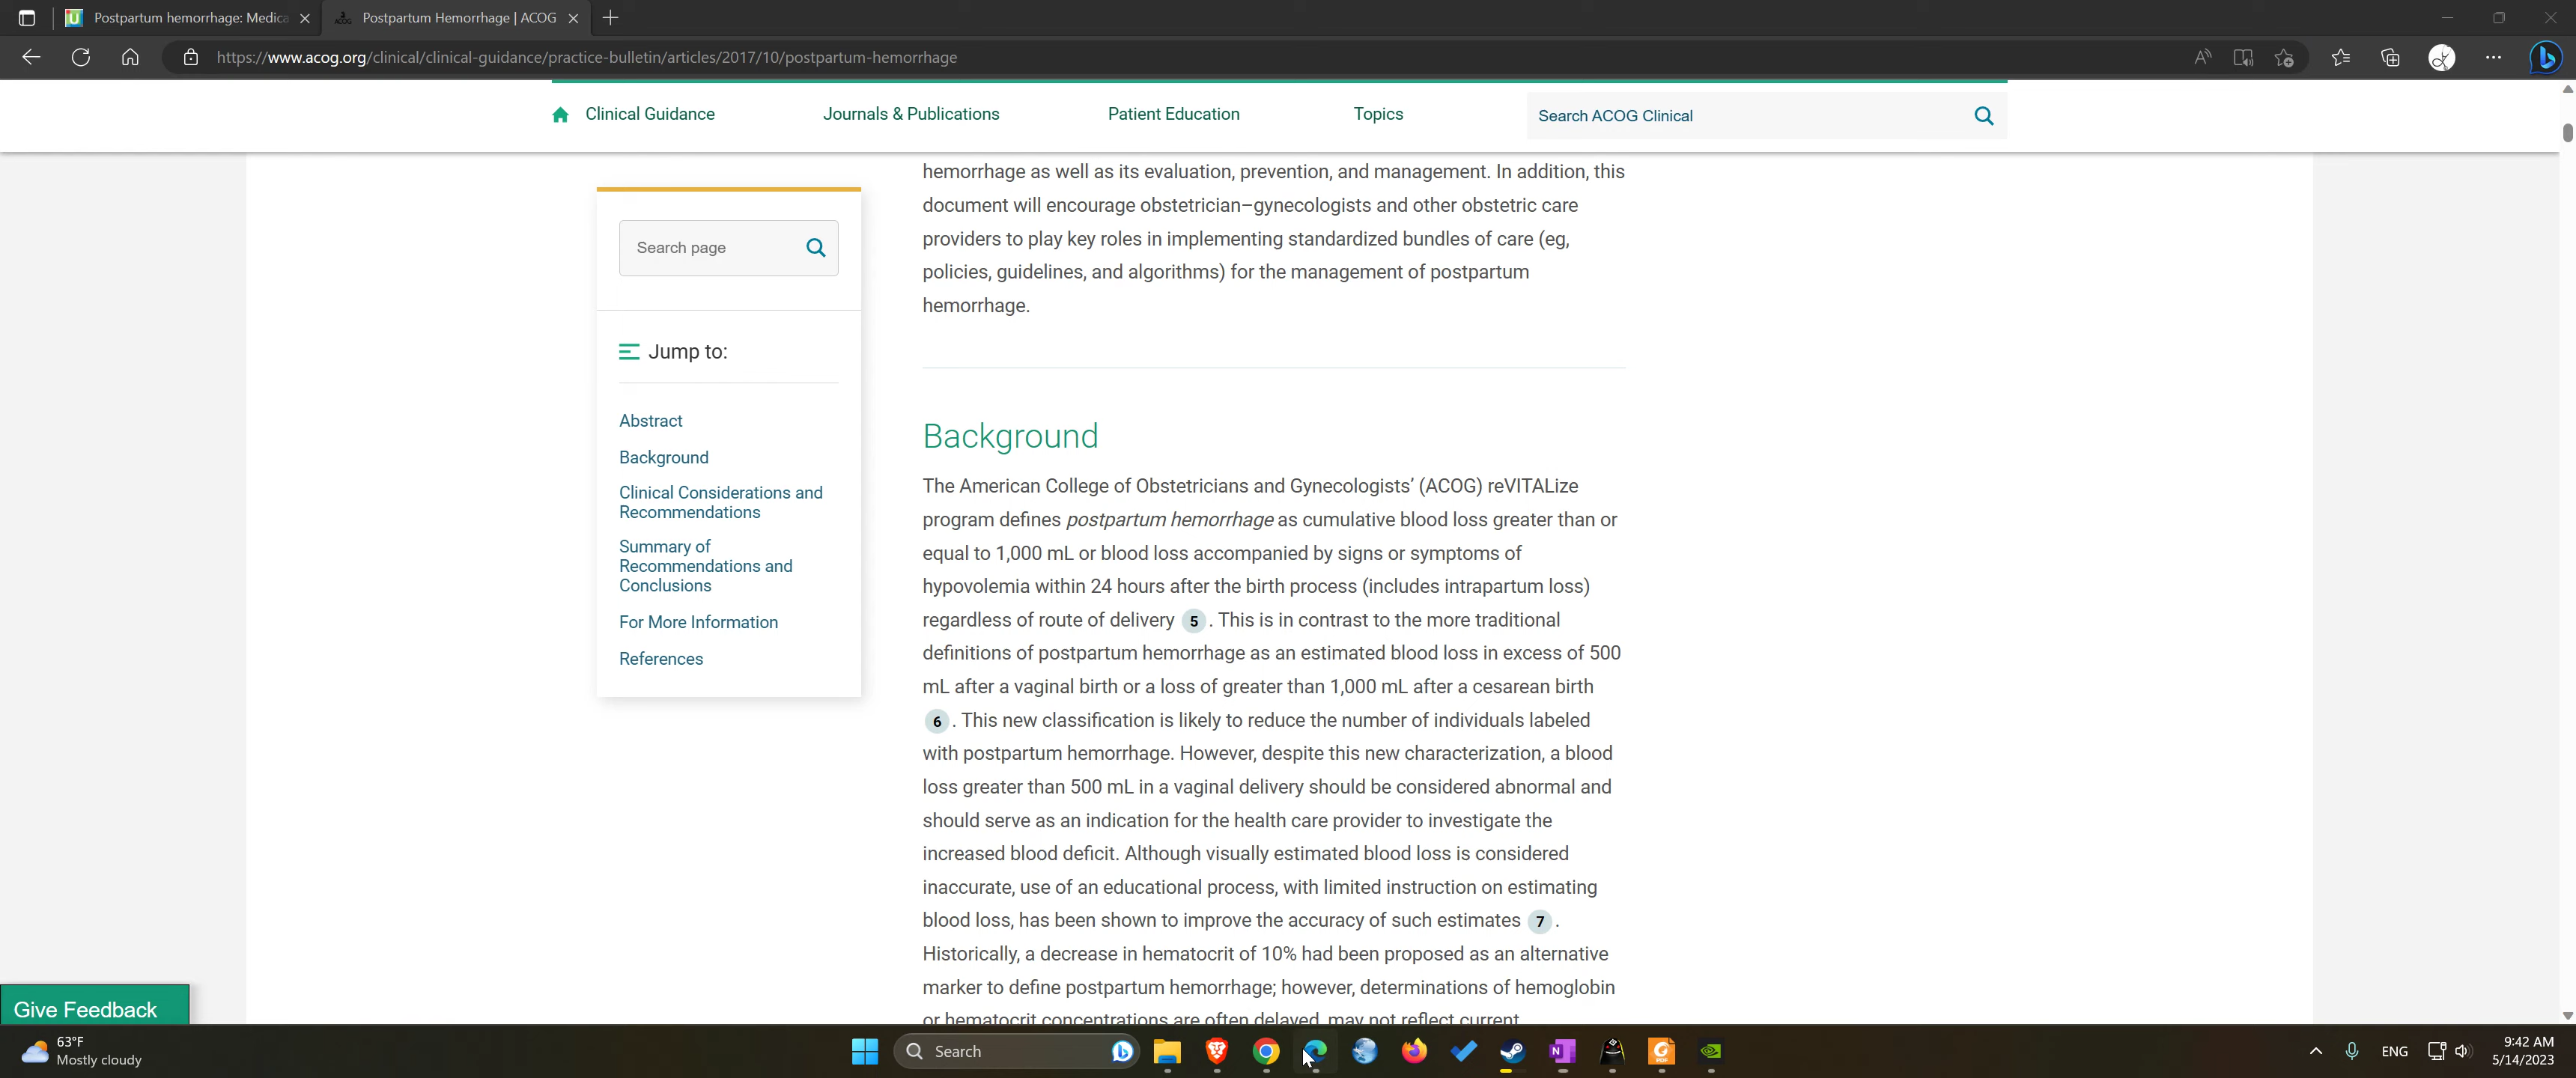 Postpartum hemorrhage: Medica
Postpartum Hemorrhage | ACOG
https://www.acog.org/clinical/clinical-guidance/practice-bulletin/articles/2017/10/postpartum-hemorrhage
Clinical Guidance
Journals & Publications
Patient Education
Topics
Search ACOG Clinical
Search page
Jump to:
Abstract
Background
Clinical Considerations and
Recommendations
Summary of
Recommendations and
Conclusions
For More Information
References
hemorrhage as well as its evaluation, prevention, and management. In addition, this
document will encourage obstetrician–gynecologists and other obstetric care
providers to play key roles in implementing standardized bundles of care (eg,
policies, guidelines, and algorithms) for the management of postpartum
hemorrhage.
Background
The American College of Obstetricians and Gynecologists’ (ACOG) reVITALize
program defines postpartum hemorrhage as cumulative blood loss greater than or
equal to 1,000 mL or blood loss accompanied by signs or symptoms of
hypovolemia within 24 hours after the birth process (includes intrapartum loss)
regardless of route of delivery 5 . This is in contrast to the more traditional
definitions of postpartum hemorrhage as an estimated blood loss in excess of 500
mL after a vaginal birth or a loss of greater than 1,000 mL after a cesarean birth
6 . This new classification is likely to reduce the number of individuals labeled
with postpartum hemorrhage. However, despite this new characterization, a blood
loss greater than 500 mL in a vaginal delivery should be considered abnormal and
should serve as an indication for the health care provider to investigate the
increased blood deficit. Although visually estimated blood loss is considered
inaccurate, use of an educational process, with limited instruction on estimating
blood loss, has been shown to improve the accuracy of such estimates 7 .
Historically, a decrease in hematocrit of 10% had been proposed as an alternative
marker to define postpartum hemorrhage; however, determinations of hemoglobin
or hematocrit concentrations are often delayed, may not reflect current
Give Feedback
63°F
Mostly cloudy
Search
ENG
9:42 AM
5/14/2023